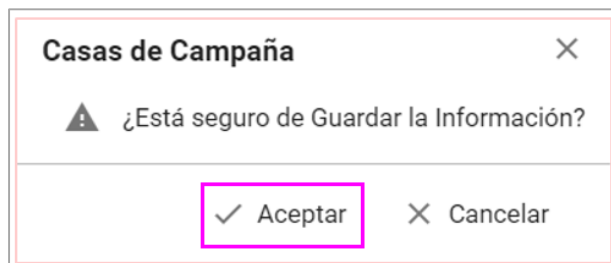 Casas de Campaña
¿Está seguro de Guardar la Información?
Aceptar Cancelar